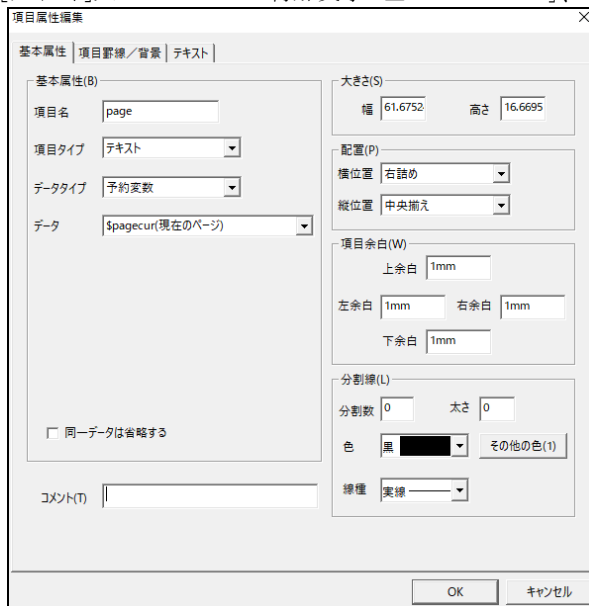 項目属性編集
基本属性 項目罫線／背景 テキスト
基本属性(B)
項目名 page
項目タイプ テキスト
データタイプ 予約変数
データ $pagecur(現在のページ)
同一データは省略する
コメント(T)
大きさ(S)
幅 61.6752 高さ 16.6695
配置(P)
横位置 右詰め
縦位置 中央揃え
項目余白(W)
上余白 1mm
左余白 1mm 右余白 1mm
下余白 1mm
分割線(L)
分割数 0 太さ 0
色 黒 その他の色(1)
線種 実線
OK キャンセル